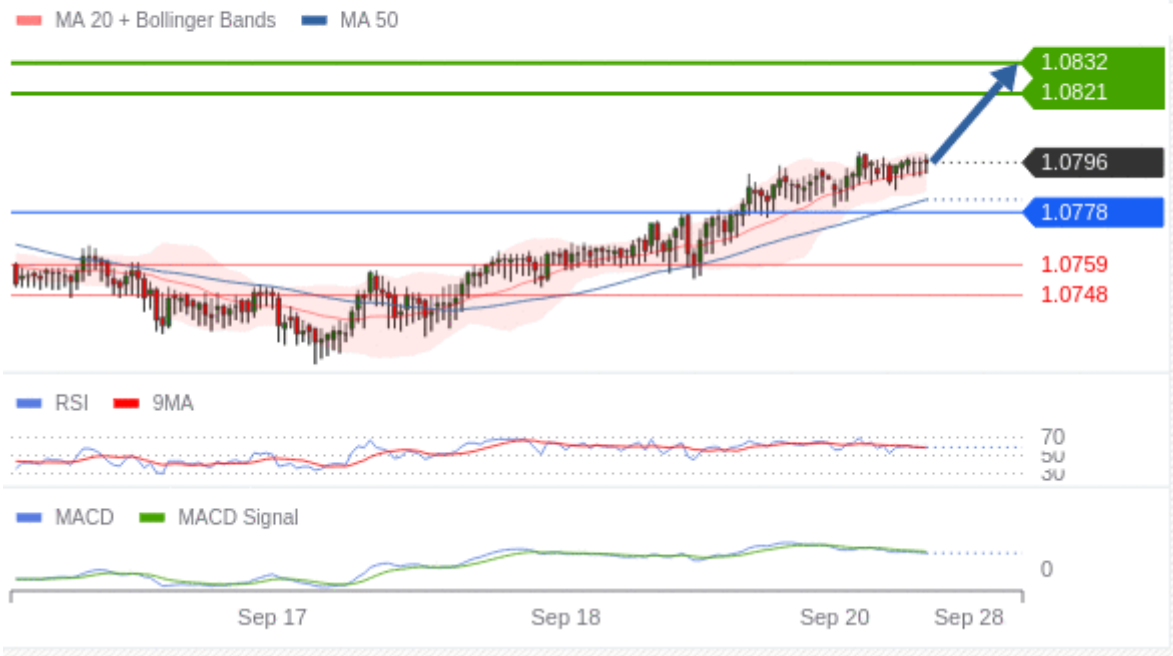 MA 20 + Bollinger Bands MA 50
1.0832
1.0821
1.0796
1.0778
1.0759
1.0748
RSI 9MA
70
50
30
MACD MACD Signal
0
Sep 17 Sep 18 Sep 20 Sep 28